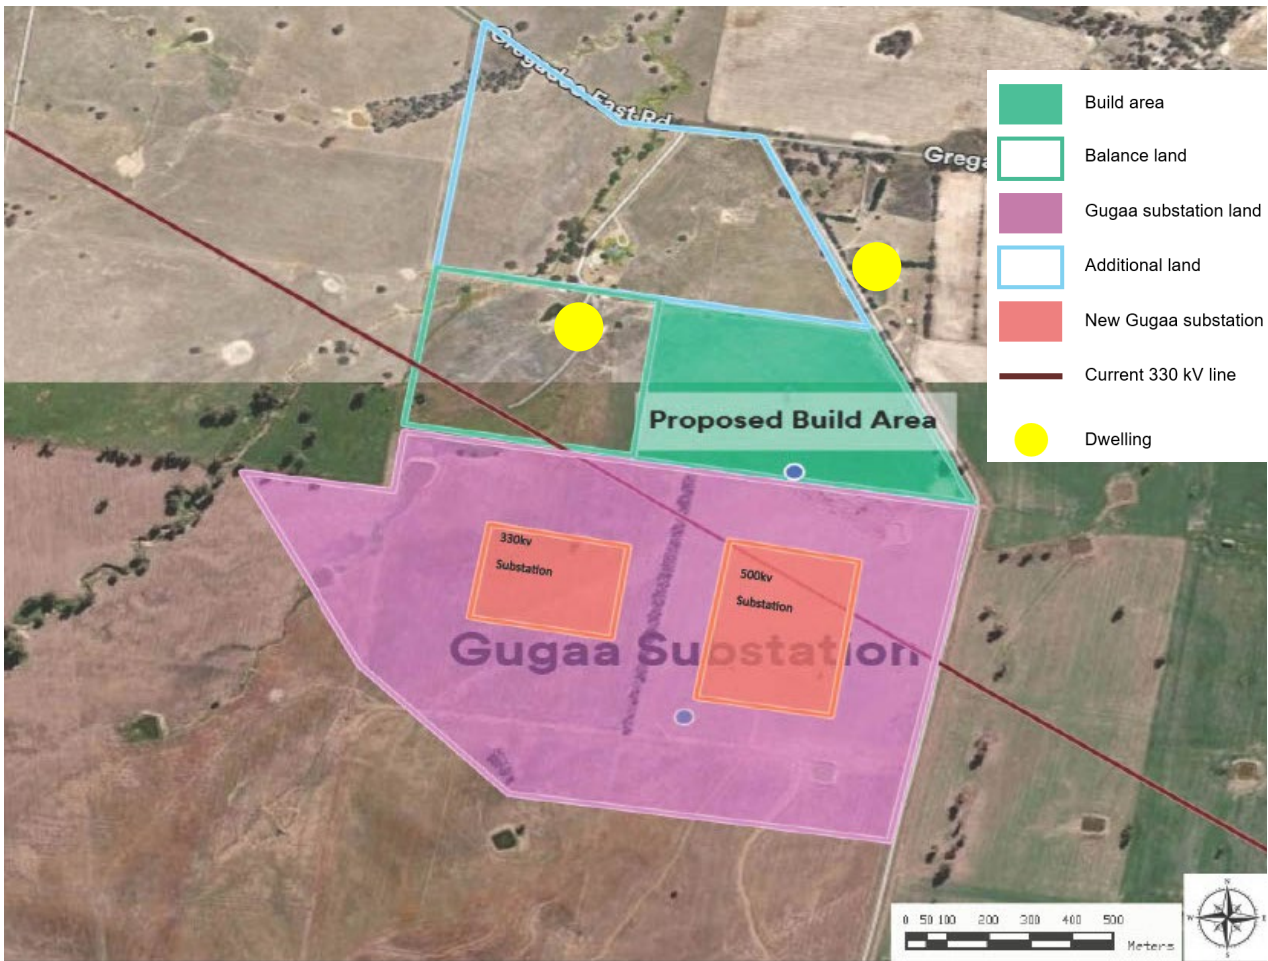 Gregadoo East Rd
Grega
Build area
Balance land
Gugaa substation land
Additional land
New Gugaa substation
Current 330 kV line
Dwelling
Proposed Build Area
330kv
Substation
500kv
Substation
Gugaa Substation
0 50 100 200 300 400 500
Meters
N
W E
S